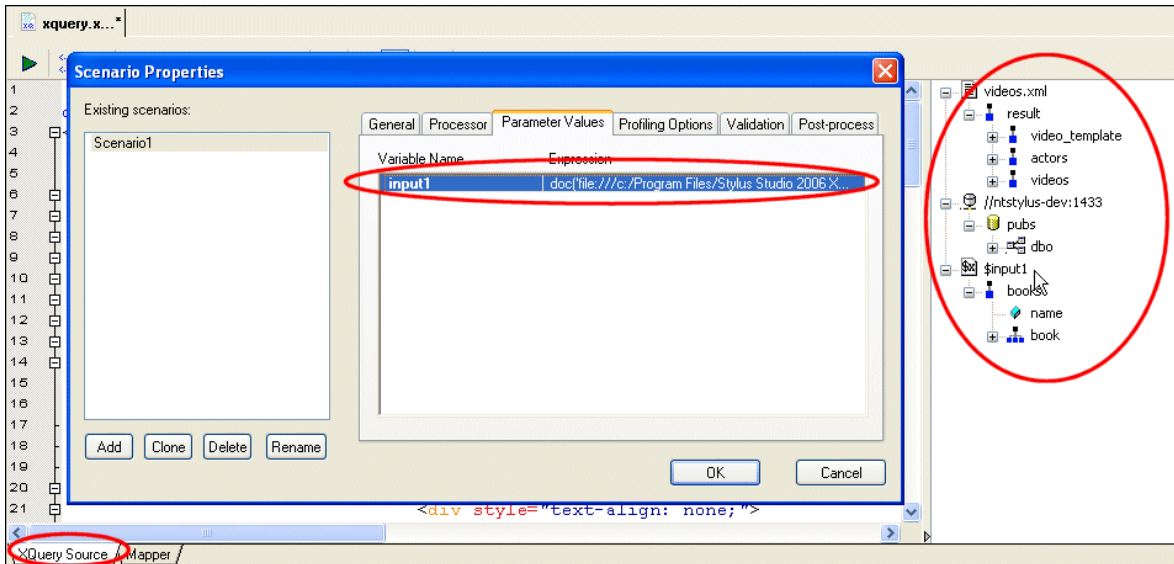 xquery.x...*
Scenario Properties
Existing scenarios:
Scenario1
Add Clone Delete Rename
General Processor Parameter Values Profiling Options Validation Post-process
Variable Name Expression
input1 doc('file:///c:/Program Files/Stylus Studio 2006 X...
OK Cancel
1
2
3
4
5
6
7
8
9
10
11
12
13
14
15
16
17
18
19
20
21 <div style="text-align: none;">
videos.xml
result
video_template
actors
videos
//ntstylus-dev:1433
pubs
dbo
$input1
books
name
book
XQuery Source Mapper